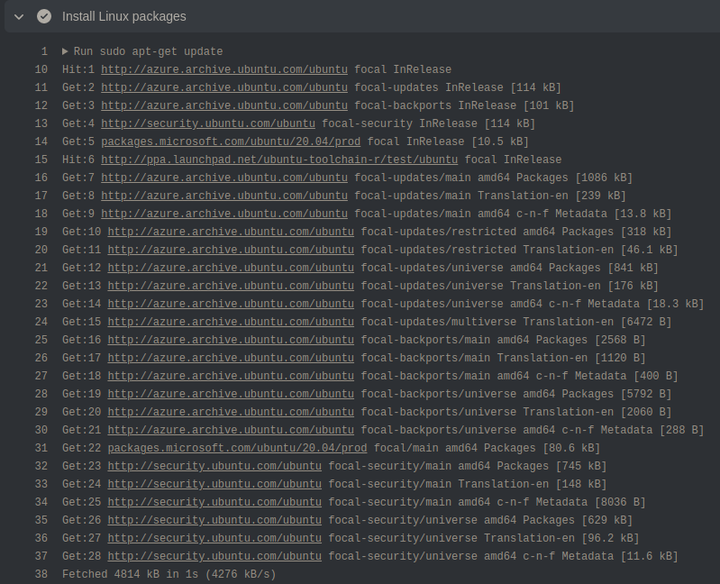 Install Linux packages
1 ▶ Run sudo apt-get update
10 Hit:1 http://azure.archive.ubuntu.com/ubuntu focal InRelease
11 Get:2 http://azure.archive.ubuntu.com/ubuntu focal-updates InRelease [114 kB]
12 Get:3 http://azure.archive.ubuntu.com/ubuntu focal-backports InRelease [101 kB]
13 Get:4 http://security.ubuntu.com/ubuntu focal-security InRelease [114 kB]
14 Get:5 packages.microsoft.com/ubuntu/20.04/prod focal InRelease [10.5 kB]
15 Hit:6 http://ppa.launchpad.net/ubuntu-toolchain-r/test/ubuntu focal InRelease
16 Get:7 http://azure.archive.ubuntu.com/ubuntu focal-updates/main amd64 Packages [1086 kB]
17 Get:8 http://azure.archive.ubuntu.com/ubuntu focal-updates/main Translation-en [239 kB]
18 Get:9 http://azure.archive.ubuntu.com/ubuntu focal-updates/main amd64 c-n-f Metadata [13.8 kB]
19 Get:10 http://azure.archive.ubuntu.com/ubuntu focal-updates/restricted amd64 Packages [318 kB]
20 Get:11 http://azure.archive.ubuntu.com/ubuntu focal-updates/restricted Translation-en [46.1 kB]
21 Get:12 http://azure.archive.ubuntu.com/ubuntu focal-updates/universe amd64 Packages [841 kB]
22 Get:13 http://azure.archive.ubuntu.com/ubuntu focal-updates/universe Translation-en [176 kB]
23 Get:14 http://azure.archive.ubuntu.com/ubuntu focal-updates/universe amd64 c-n-f Metadata [18.3 kB]
24 Get:15 http://azure.archive.ubuntu.com/ubuntu focal-updates/multiverse Translation-en [6472 B]
25 Get:16 http://azure.archive.ubuntu.com/ubuntu focal-backports/main amd64 Packages [2568 B]
26 Get:17 http://azure.archive.ubuntu.com/ubuntu focal-backports/main Translation-en [1120 B]
27 Get:18 http://azure.archive.ubuntu.com/ubuntu focal-backports/main amd64 c-n-f Metadata [400 B]
28 Get:19 http://azure.archive.ubuntu.com/ubuntu focal-backports/universe amd64 Packages [5792 B]
29 Get:20 http://azure.archive.ubuntu.com/ubuntu focal-backports/universe Translation-en [2060 B]
30 Get:21 http://azure.archive.ubuntu.com/ubuntu focal-backports/universe amd64 c-n-f Metadata [288 B]
31 Get:22 packages.microsoft.com/ubuntu/20.04/prod focal/main amd64 Packages [80.6 kB]
32 Get:23 http://security.ubuntu.com/ubuntu focal-security/main amd64 Packages [745 kB]
33 Get:24 http://security.ubuntu.com/ubuntu focal-security/main Translation-en [148 kB]
34 Get:25 http://security.ubuntu.com/ubuntu focal-security/main amd64 c-n-f Metadata [8036 B]
35 Get:26 http://security.ubuntu.com/ubuntu focal-security/universe amd64 Packages [629 kB]
36 Get:27 http://security.ubuntu.com/ubuntu focal-security/universe Translation-en [96.2 kB]
37 Get:28 http://security.ubuntu.com/ubuntu focal-security/universe amd64 c-n-f Metadata [11.6 kB]
38 Fetched 4814 kB in 1s (4276 kB/s)